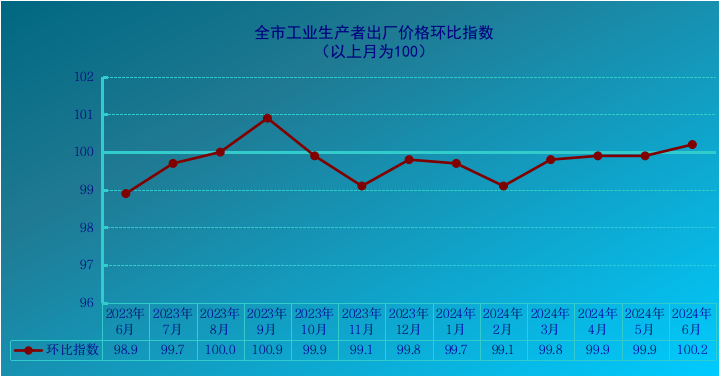 全市工业生产者出厂价格环比指数
（以上月为100）
102
101
100
99
98
97
96
2023年6月 2023年7月 2023年8月 2023年9月 2023年10月 2023年11月 2023年12月 2024年1月 2024年2月 2024年3月 2024年4月 2024年5月 2024年6月
环比指数 98.9 99.7 100.0 100.9 99.9 99.1 99.8 99.7 99.1 99.8 99.9 99.9 100.2